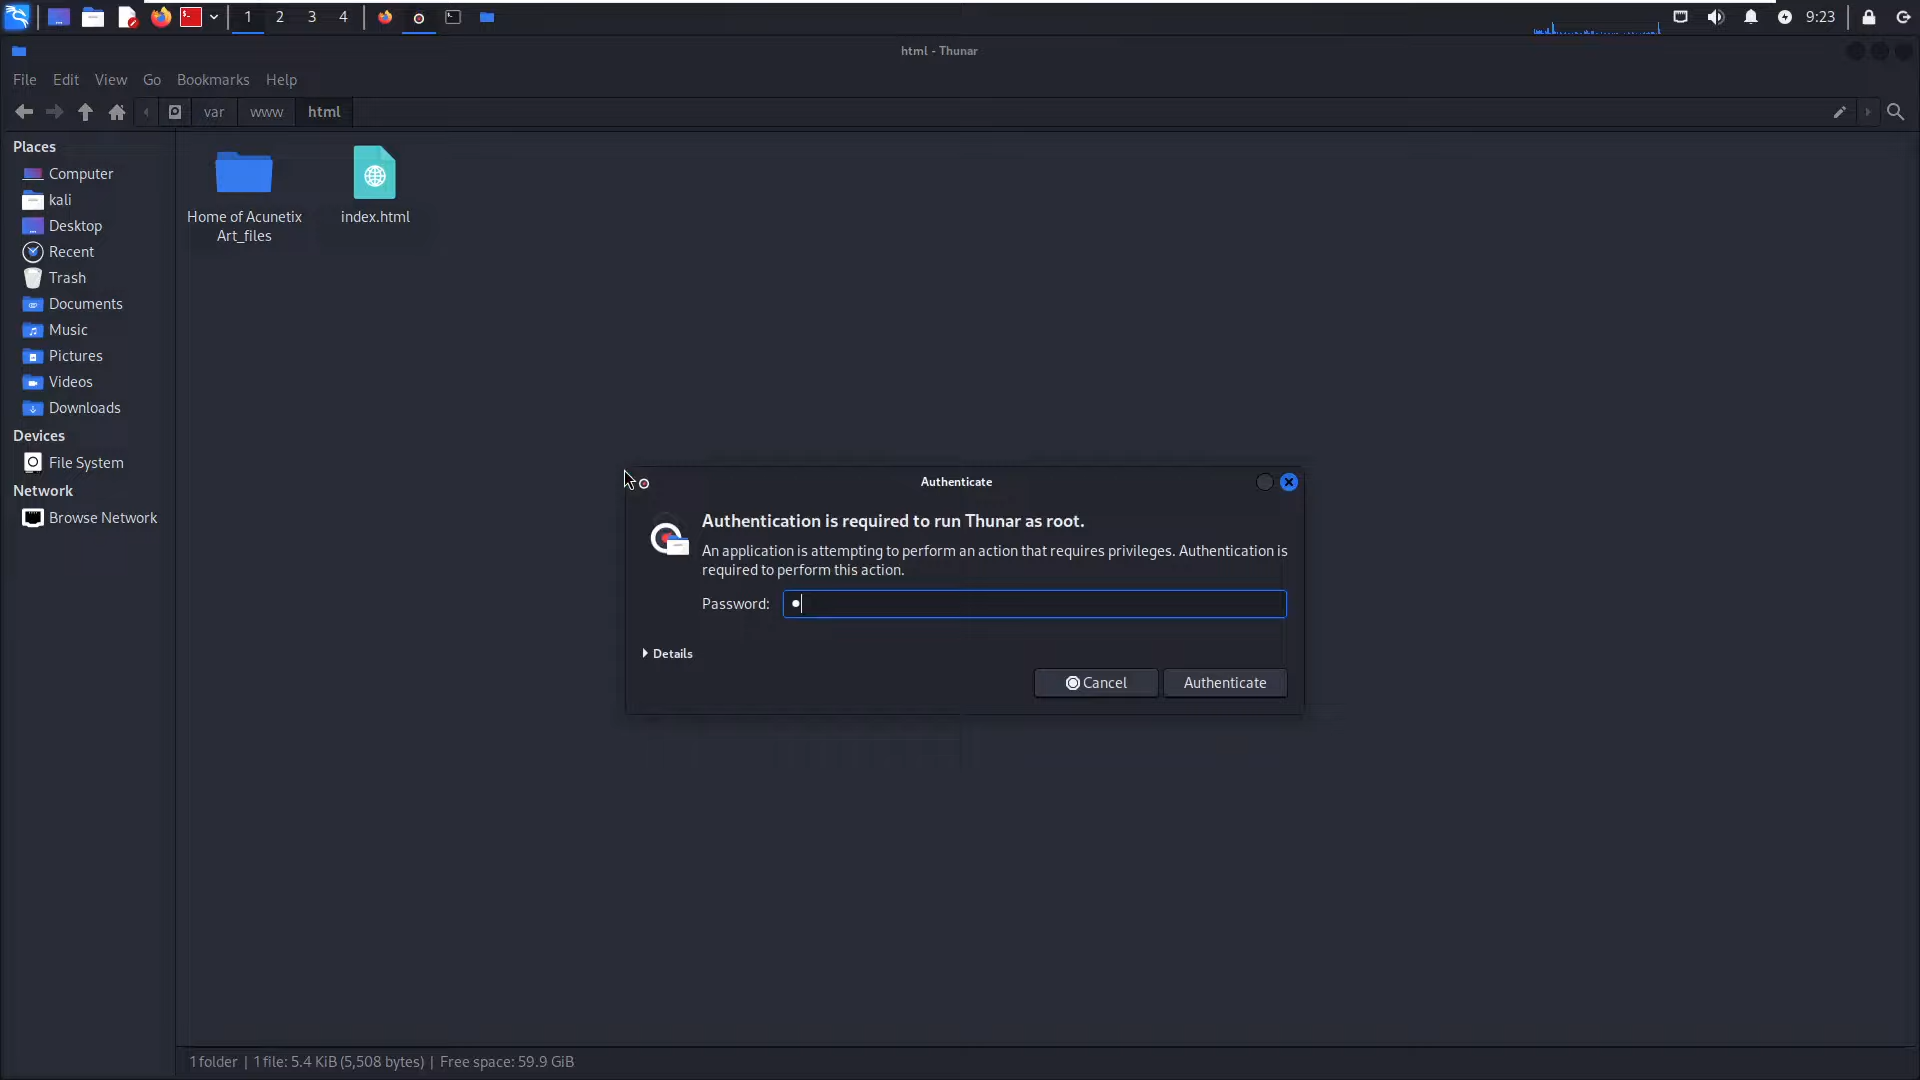 1 2 3 4
9:23
html - Thunar
File Edit View Go Bookmarks Help
var www html
Places
Computer
kali
Desktop
Recent
Trash
Documents
Music
Pictures
Videos
Downloads
Devices
File System
Network
Browse Network
Home of Acunetix
Art_files
index.html
Authenticate
Authentication is required to run Thunar as root.
An application is attempting to perform an action that requires privileges. Authentication is
required to perform this action.
Password:
Details
Cancel Authenticate
1 folder | 1 file: 5.4 KiB (5,508 bytes) | Free space: 59.9 GiB